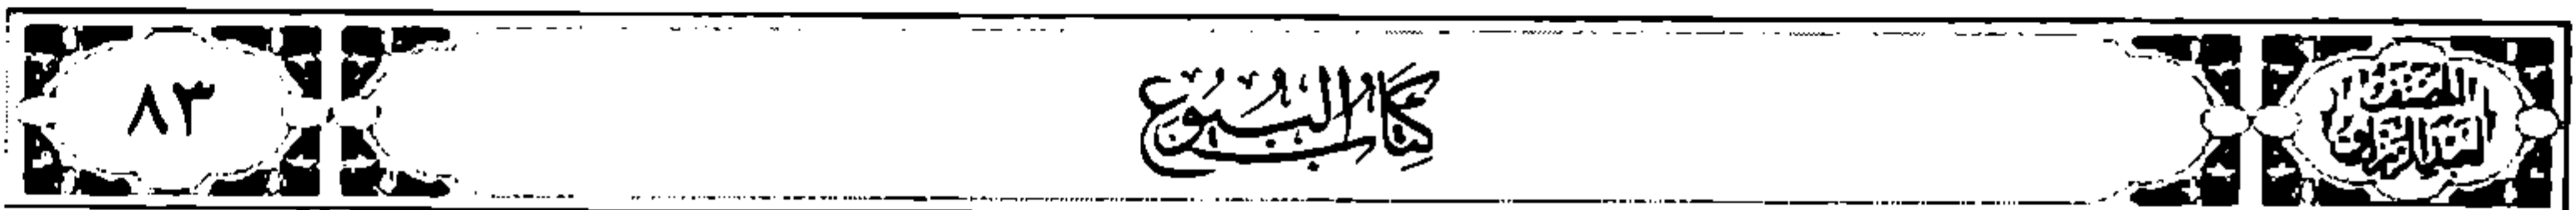 المصنف
لعبد الرزاق
كتاب البيوع
٨٣